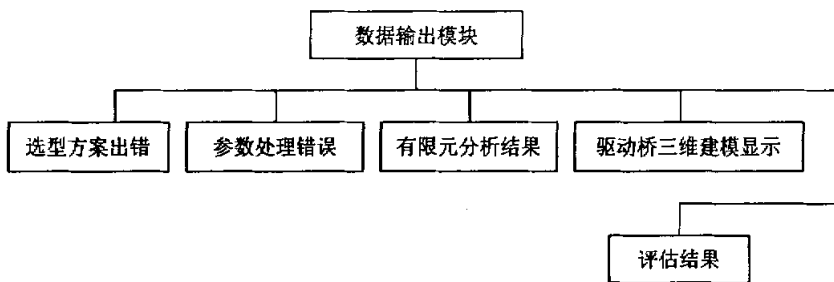 数据输出模块
选型方案出错
参数处理错误
有限元分析结果
驱动桥三维建模显示
评估结果